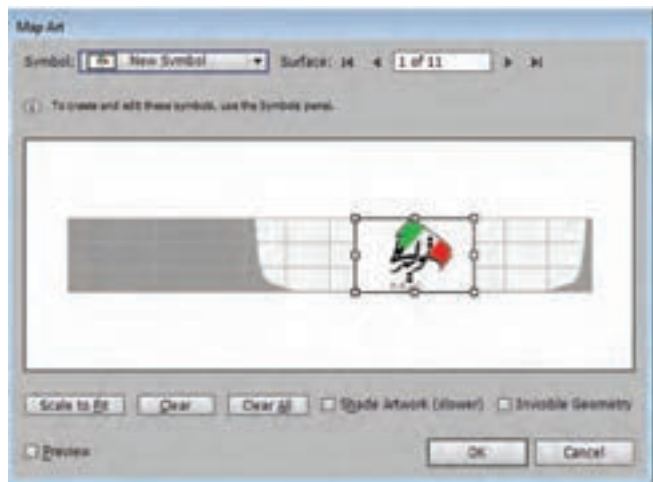 Map Art
Symbol: New Symbol Surface: 1 of 11
To create and edit these symbols, use the Symbols panel.
Scale to Fit Clear Clear All Shade Artwork (slower) Invisible Geometry
Preview OK Cancel